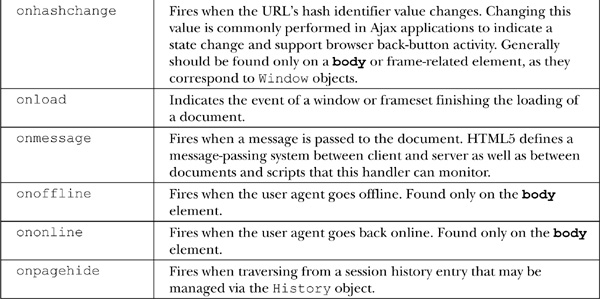 onhashchange Fires when the URL's hash identifier value changes. Changing this
value is commonly performed in Ajax applications to indicate a
state change and support browser back-button activity. Generally
should be found only on a body or frame-related element, as they
correspond to Window objects.
onload Indicates the event of a window or frameset finishing the loading of
a document.
onmessage Fires when a message is passed to the document. HTML5 defines a
message-passing system between client and server as well as between
documents and scripts that this handler can monitor.
onoffline Fires when the user agent goes offline. Found only on the body
element.
ononline Fires when the user agent goes back online. Found only on the body
element.
onpagehide Fires when traversing from a session history entry that may be
managed via the History object.